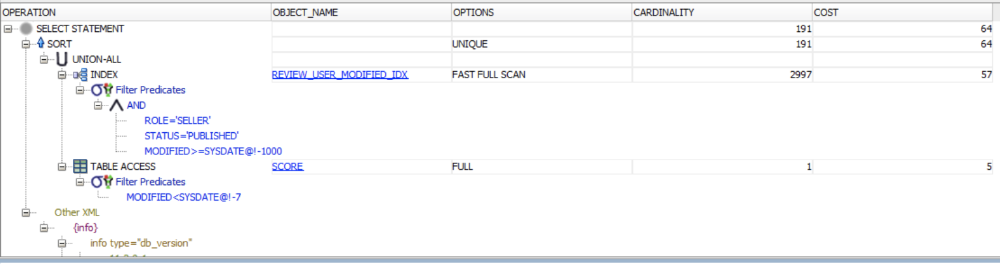 OPERATION OBJECT_NAME OPTIONS CARDINALITY COST
SELECT STATEMENT 191 64
SORT UNIQUE 191 64
UNION-ALL
INDEX REVIEW_USER_MODIFIED_IDX FAST FULL SCAN 2997 57
Filter Predicates
AND
ROLE='SELLER'
STATUS='PUBLISHED'
MODIFIED>=SYSDATE@!-1000
TABLE ACCESS SCORE FULL 1 5
Filter Predicates
MODIFIED<SYSDATE@!-7
Other XML
{info}
info type="db_version"